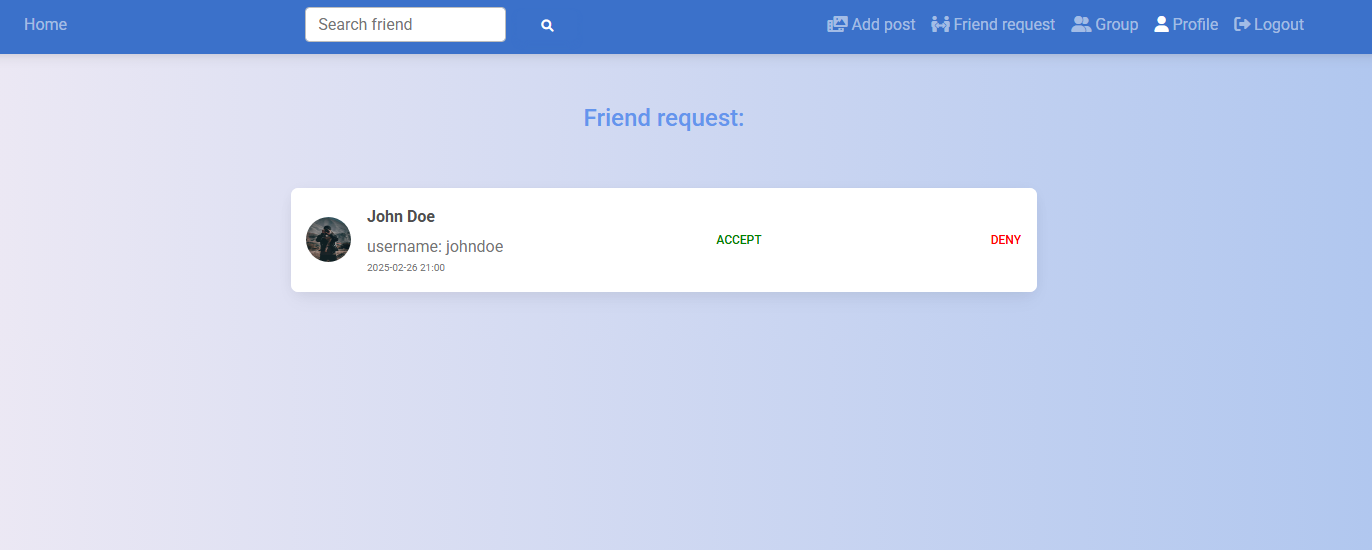 Home Search friend Add post Friend request Group Profile Logout
Friend request:
John Doe
username: johndoe
2025-02-26 21:00
ACCEPT
DENY